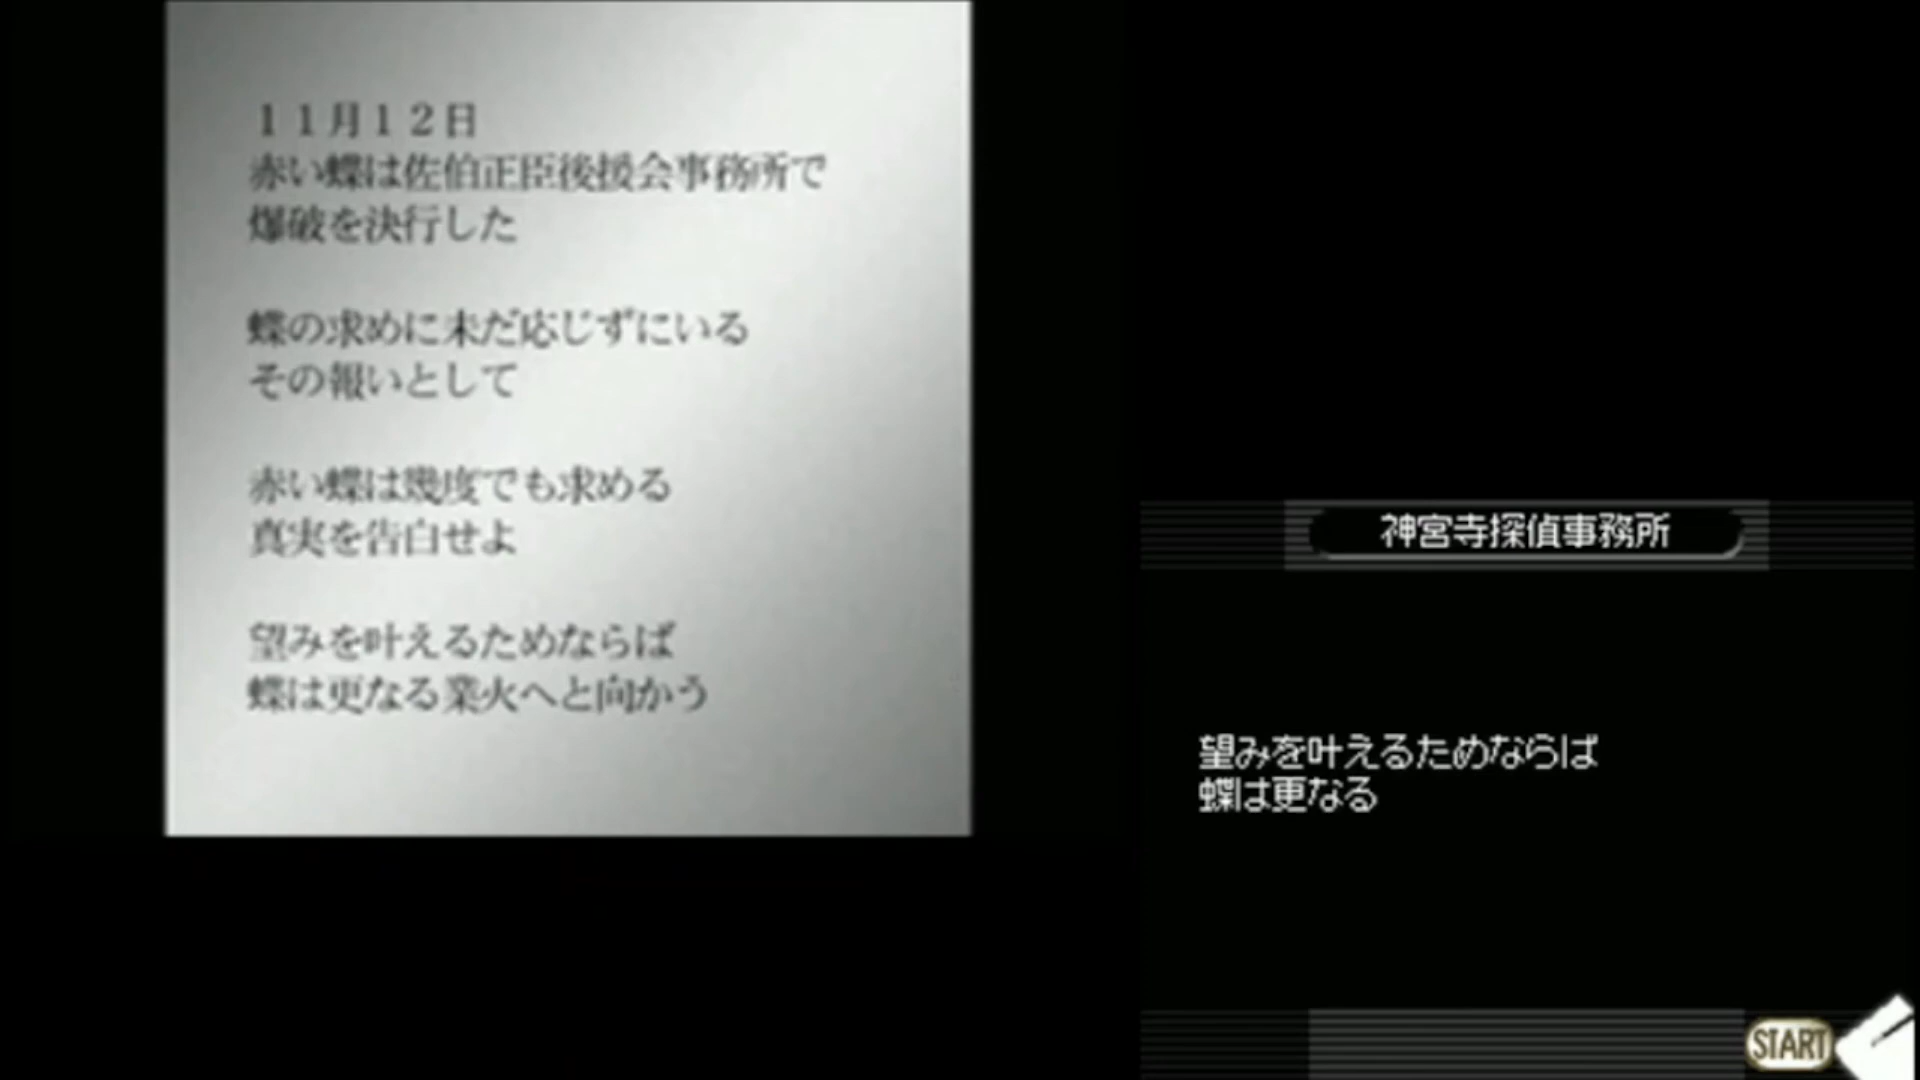 １１月１２日
赤い蝶は佐伯正臣後援会事務所で
爆破を決行した
蝶の求めに未だ応じずにいる
その報いとして
赤い蝶は幾度でも求める
真実を告白せよ
望みを叶えるためならば
蝶は更なる業火へと向かう
神宮寺探偵事務所
望みを叶えるためならば
蝶は更なる
START